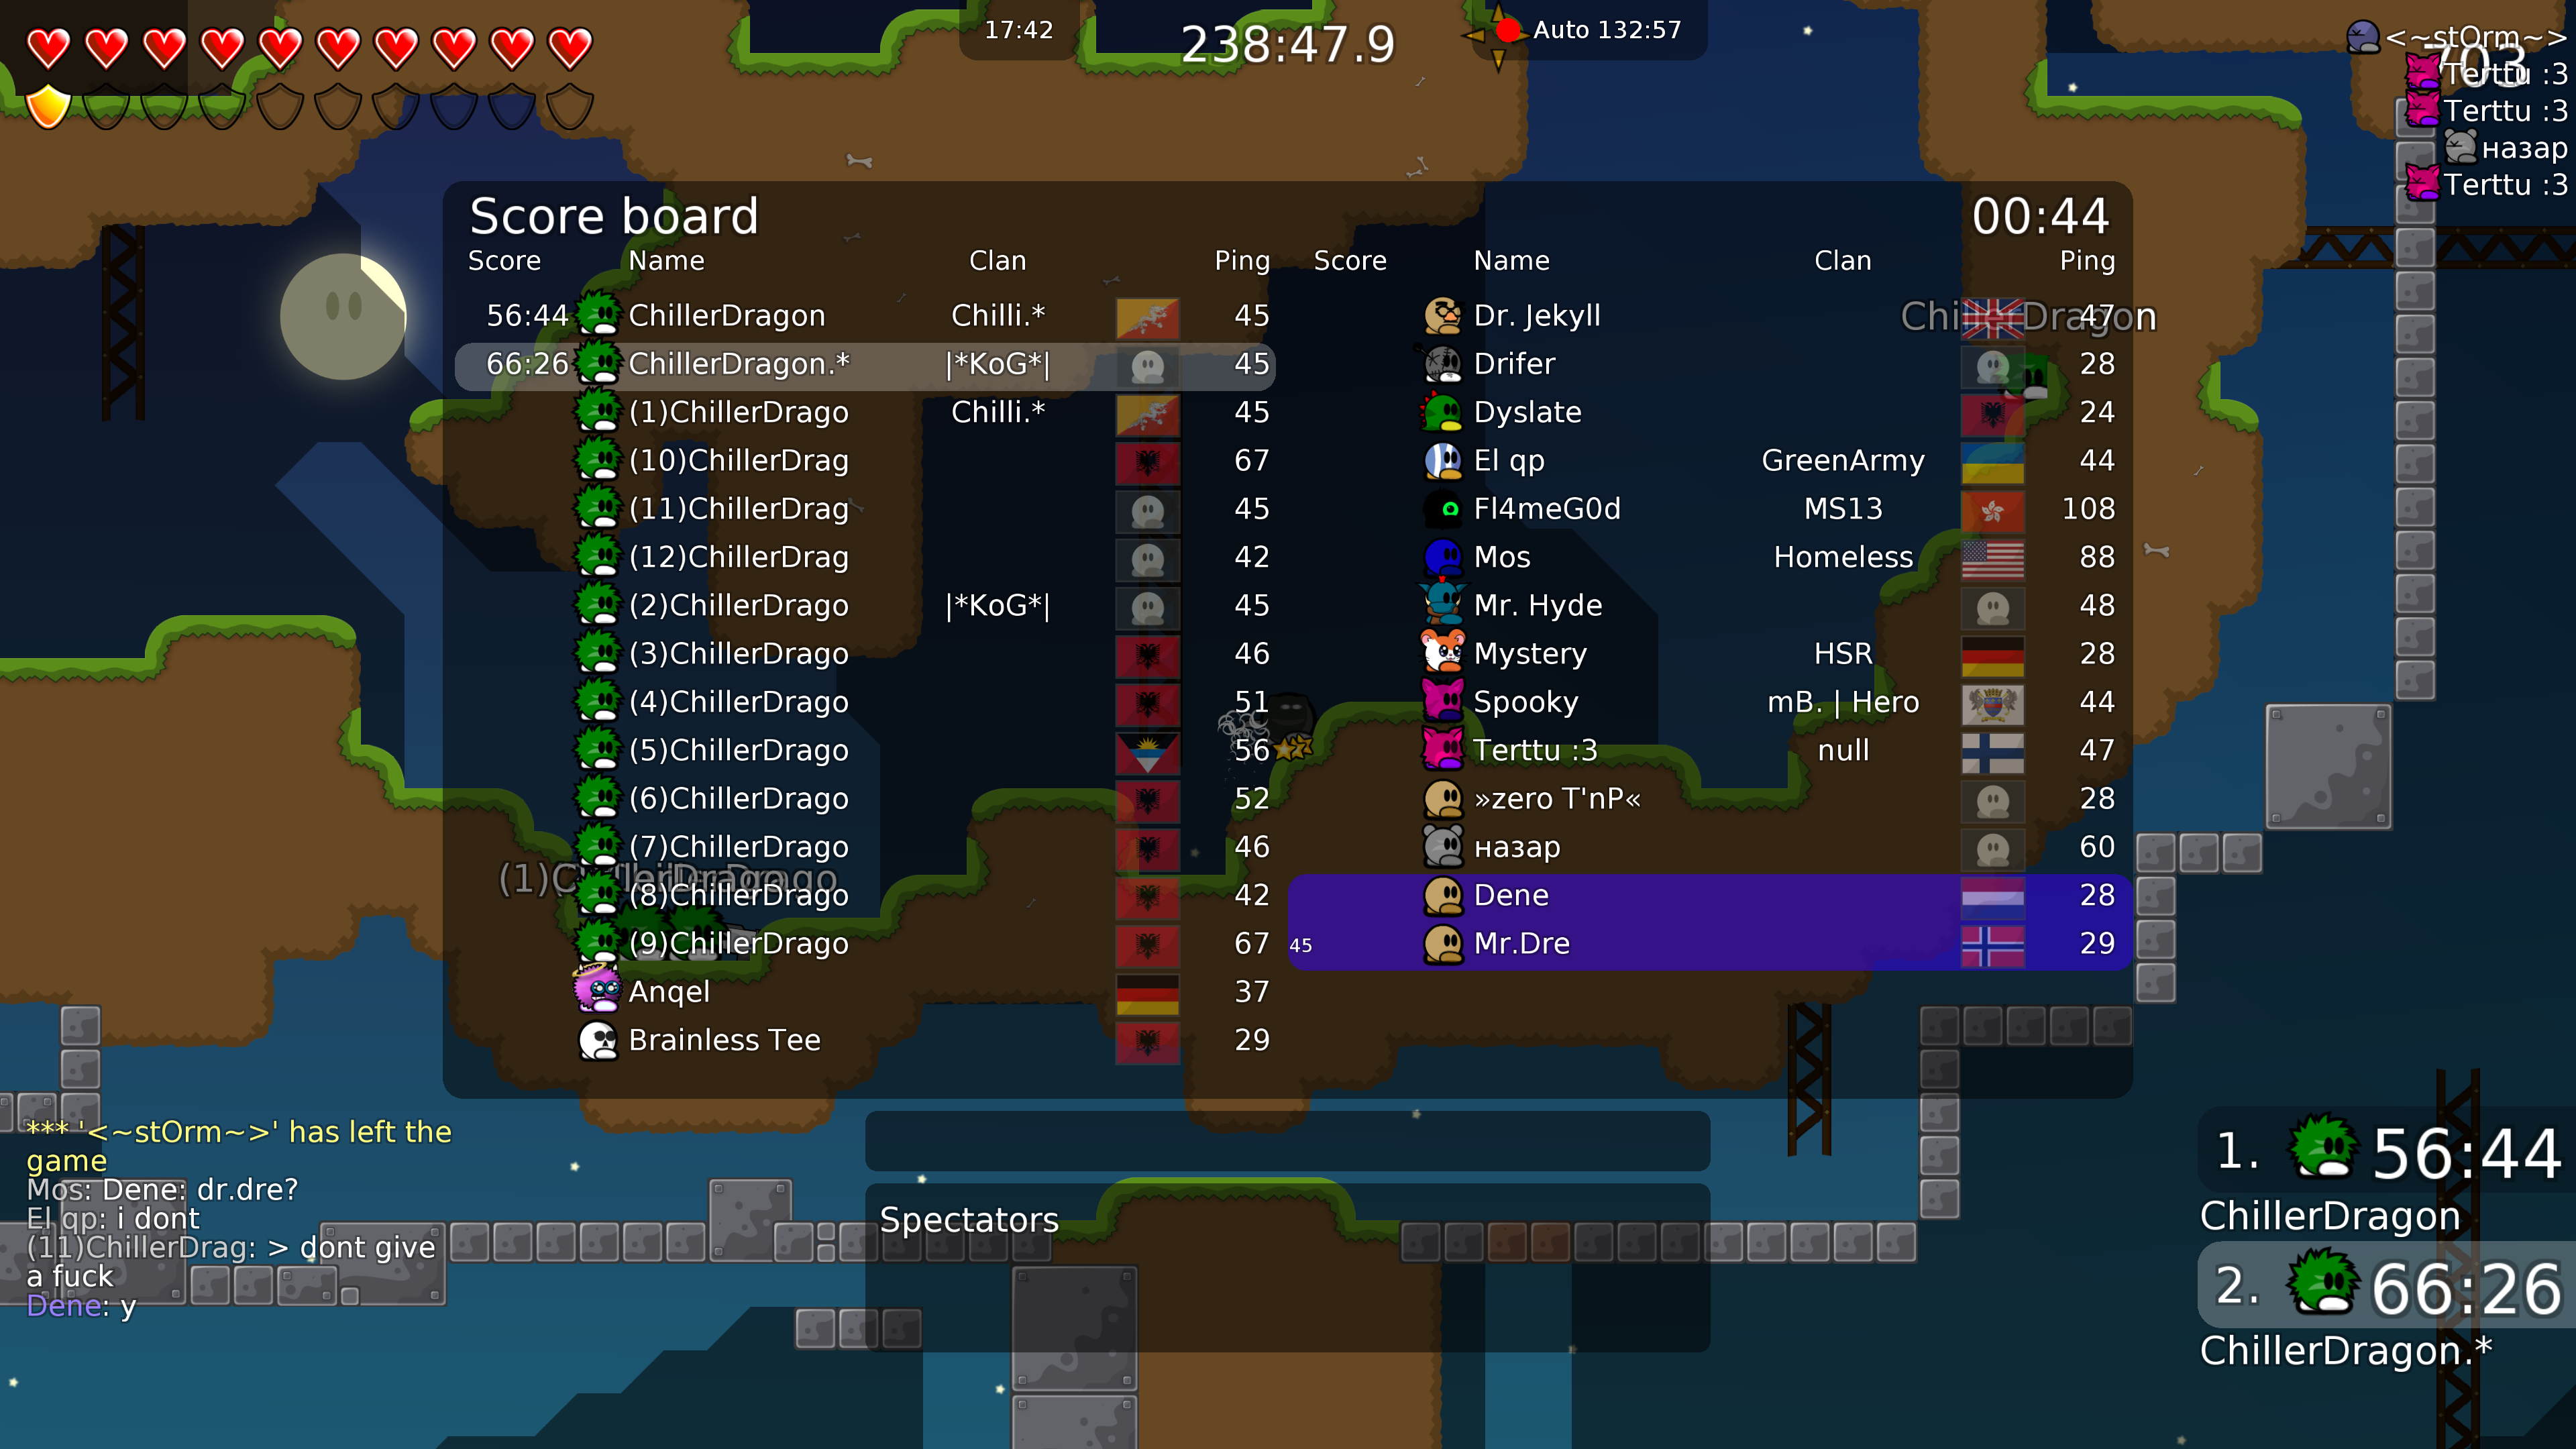 17:42
238:47.9
Auto 132:57
<~stOrm~>
703
Terttu :3
Terttu :3
назар
Terttu :3
Score board
00:44
Score Name Clan Ping Score Name Clan Ping
56:44 ChillerDragon Chilli.* 45
66:26 ChillerDragon.* |*KoG*| 45
(1)ChillerDrago Chilli.* 45
(10)ChillerDrag 67
(11)ChillerDrag 45
(12)ChillerDrag 42
(2)ChillerDrago |*KoG*| 45
(3)ChillerDrago 46
(4)ChillerDrago 51
(5)ChillerDrago 56
(6)ChillerDrago 52
(7)ChillerDrago 46
(8)ChillerDrago 42
(9)ChillerDrago 67
Anqel 37
Brainless Tee 29
Dr. Jekyll 47
Drifer 28
Dyslate 24
El qp GreenArmy 44
Fl4meG0d MS13 108
Mos Homeless 88
Mr. Hyde 48
Mystery HSR 28
Spooky mB. | Hero 44
Terttu :3 null 47
»zero T'nP« 28
назар 60
Dene 28
45 Mr.Dre 29
ChillerDragon
*** '<~stOrm~>' has left the
game
Mos: Dene: dr.dre?
El qp: i dont
(11)ChillerDrag: > dont give
a fuck
Dene: y
Spectators
1. 56:44
ChillerDragon
2. 66:26
ChillerDragon.*